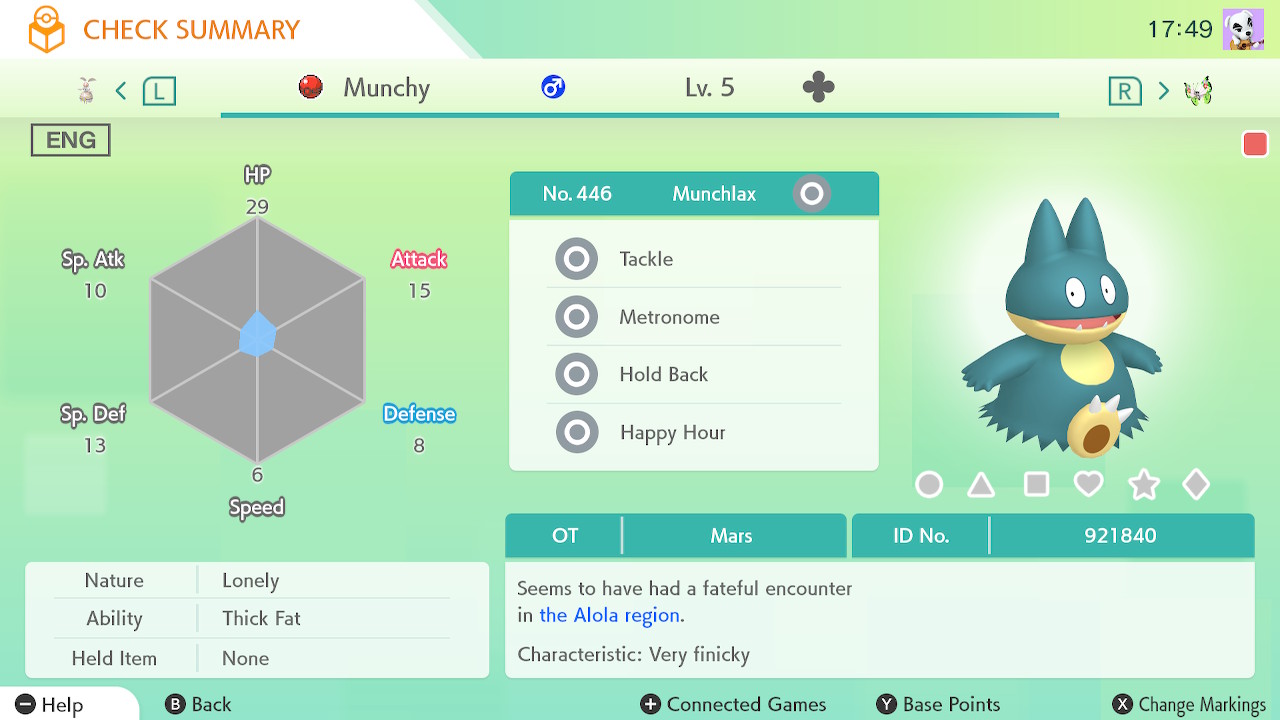 CHECK SUMMARY
17:49
L
Munchy
Lv. 5
R
ENG
HP
29
Sp. Atk
10
Attack
15
Sp. Def
13
Defense
8
6
Speed
No. 446 Munchlax
Tackle
Metronome
Hold Back
Happy Hour
OT Mars
ID No. 921840
Nature Lonely
Ability Thick Fat
Held Item None
Seems to have had a fateful encounter
in the Alola region.
Characteristic: Very finicky
Help
B Back
Connected Games
Y Base Points
X Change Markings